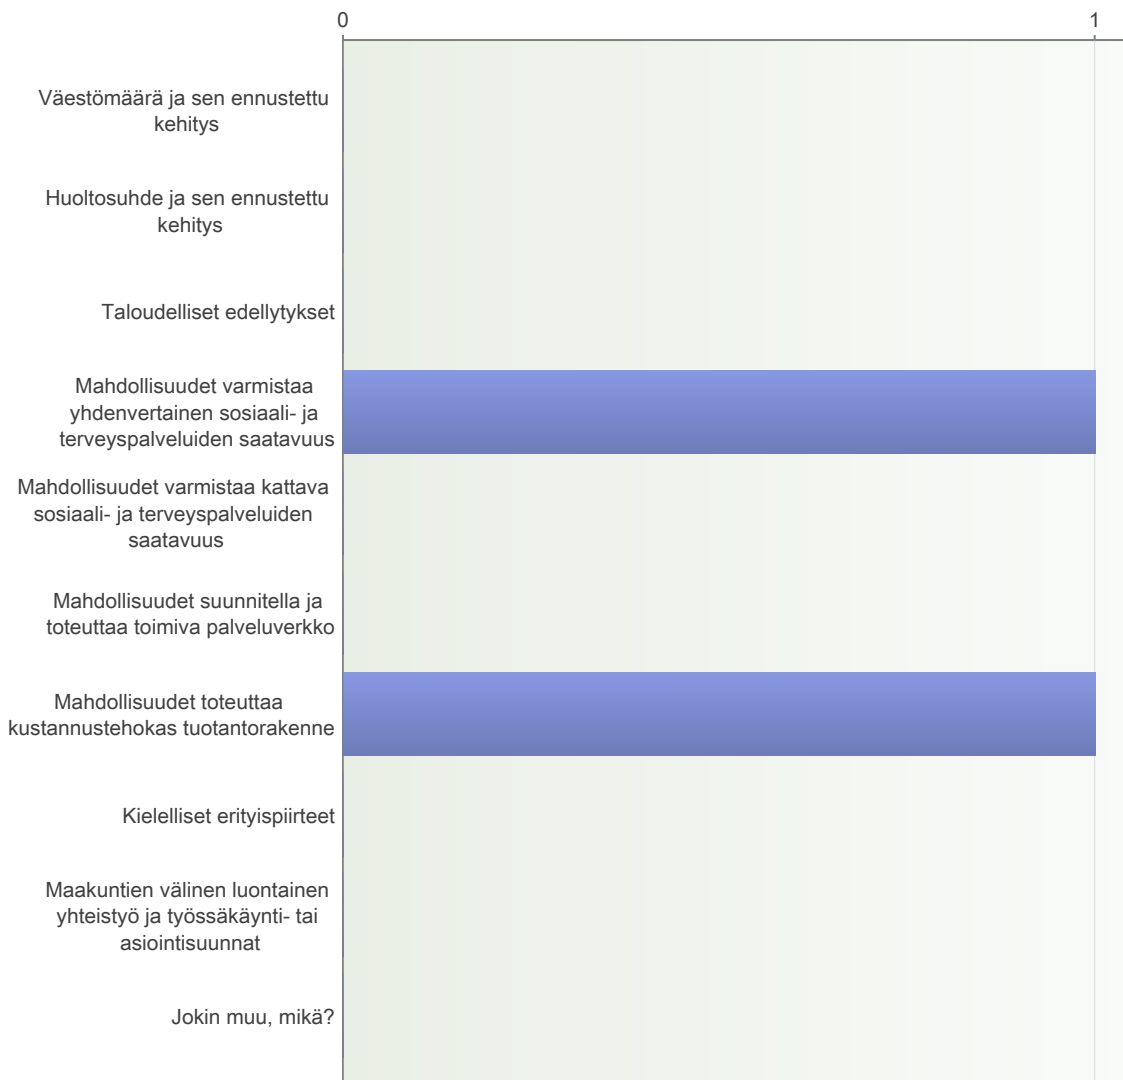 0 1
Väestömäärä ja sen ennustettu
kehitys
Huoltosuhde ja sen ennustettu
kehitys
Taloudelliset edellytykset
Mahdollisuudet varmistaa
yhdenvertainen sosiaali- ja
terveyspalveluiden saatavuus
Mahdollisuudet varmistaa kattava
sosiaali- ja terveyspalveluiden
saatavuus
Mahdollisuudet suunnitella ja
toteuttaa toimiva palveluverkko
Mahdollisuudet toteuttaa
kustannustehokas tuotantorakenne
Kielelliset erityispiirteet
Maakuntien välinen luontainen
yhteistyö ja työssäkäynti- tai
asiointisuunnat
Jokin muu, mikä?